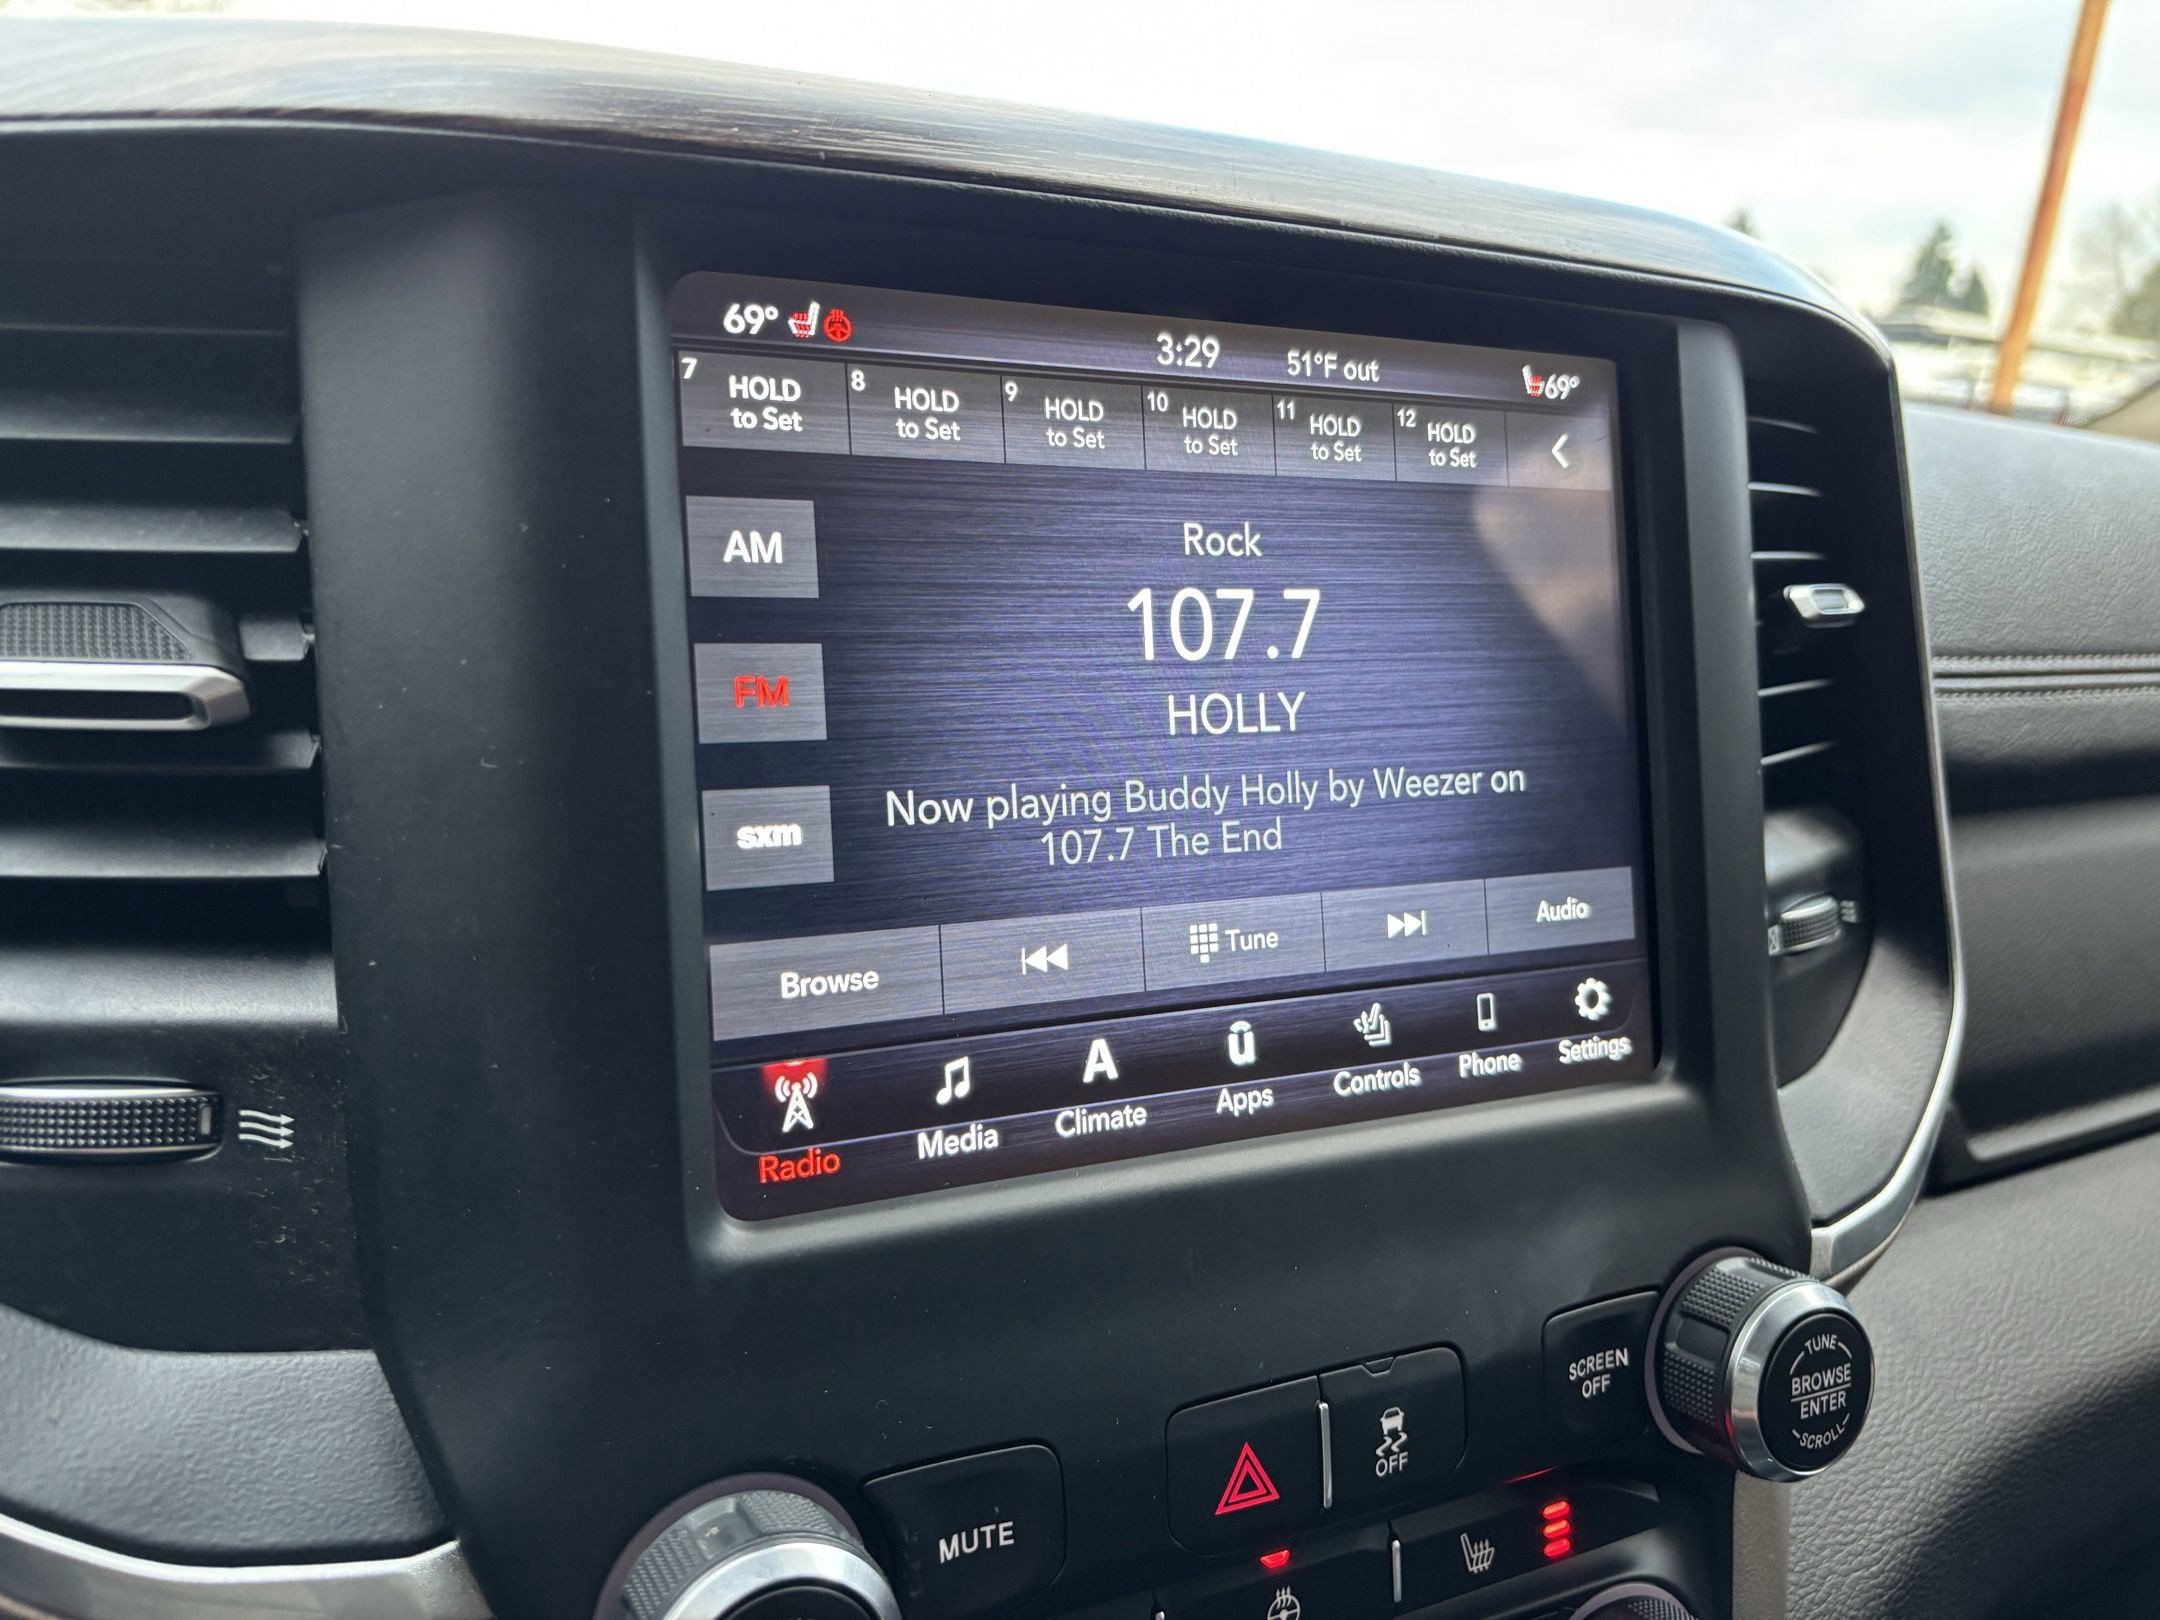 69°
3:29
51°F out
69°
7 HOLD
to Set
8 HOLD
to Set
9 HOLD
to Set
10 HOLD
to Set
11 HOLD
to Set
12 HOLD
to Set
AM
FM
sxm
Rock
107.7
HOLLY
Now playing Buddy Holly by Weezer on
107.7 The End
Browse
Tune
Audio
Radio
Media
Climate
Apps
Controls
Phone
Settings
SCREEN
OFF
TUNE
BROWSE
ENTER
SCROLL
OFF
MUTE